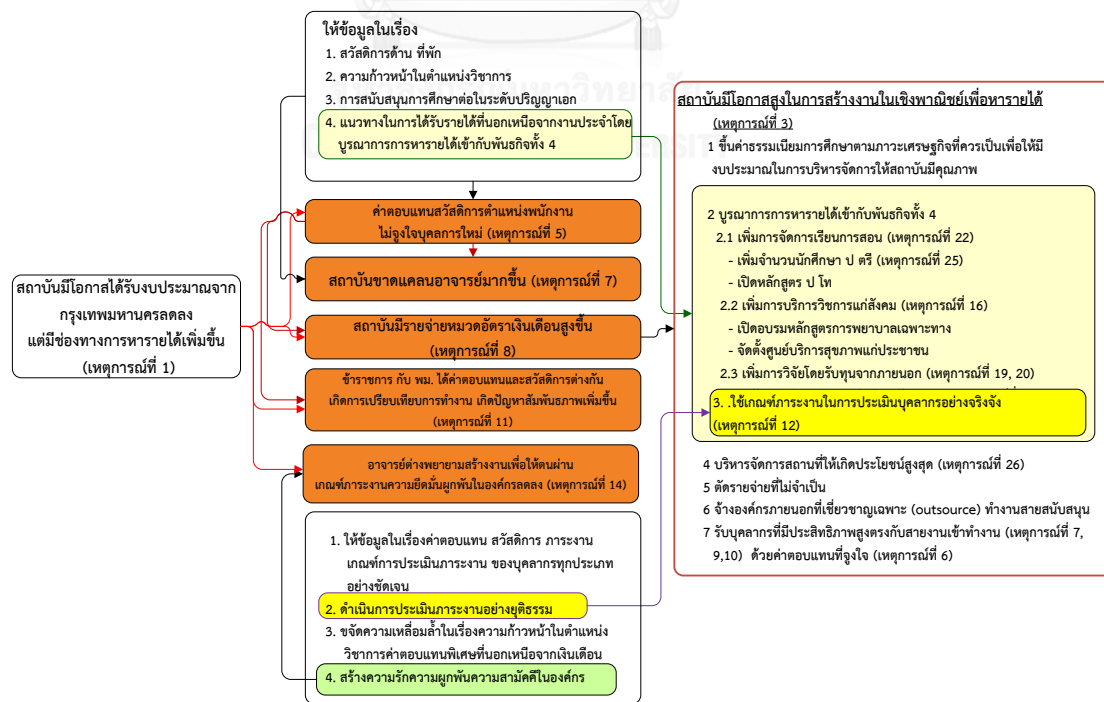 ให้ข้อมูลในเรื่อง
1. สวัสดิการด้าน ที่พัก
2. ความก้าวหน้าในตำแหน่งวิชาการ
3. การสนับสนุนการศึกษาต่อในระดับปริญญาเอก
4. แนวทางในการได้รับรายได้ที่นอกเหนือจากงานประจำโดย
บูรณาการการหารายได้เข้ากับพันธกิจทั้ง 4
ค่าตอบแทนสวัสดิการตำแหน่งพนักงาน
ไม่จูงใจบุคลการใหม่ (เหตุการณ์ที่ 5)
สถาบันขาดแคลนอาจารย์มากขึ้น (เหตุการณ์ที่ 7)
สถาบันมีโอกาสได้รับงบประมาณจาก
กรุงเทพมหานครลดลง
แต่มีช่องทางการหารายได้เพิ่มขึ้น
(เหตุการณ์ที่ 1)
สถาบันมีรายจ่ายหมวดอัตราเงินเดือนสูงขึ้น
(เหตุการณ์ที่ 8)
ข้าราชการ กับ พม. ได้ค่าตอบแทนและสวัสดิการต่างกัน
เกิดการเปรียบเทียบการทำงาน เกิดปัญหาสัมพันธภาพเพิ่มขึ้น
(เหตุการณ์ที่ 11)
อาจารย์ต่างพยายามสร้างงานเพื่อให้ตนผ่าน
เกณฑ์ภาระงานความยึดมั่นผูกพันในองค์กรลดลง (เหตุการณ์ที่ 14)
1. ให้ข้อมูลในเรื่องค่าตอบแทน สวัสดิการ ภาระงาน
เกณฑ์การประเมินภาระงาน ของบุคลากรทุกประเภท
อย่างชัดเจน
2. ดำเนินการประเมินภาระงานอย่างยุติธรรม
3. ขจัดความเหลื่อมล้ำในเรื่องความก้าวหน้าในตำแหน่ง
วิชาการค่าตอบแทนพิเศษที่นอกเหนือจากเงินเดือน
4. สร้างความรักความผูกพันความสามัคคีในองค์กร
สถาบันมีโอกาสสูงในการสร้างงานในเชิงพาณิชย์เพื่อหารายได้
(เหตุการณ์ที่ 3)
1 ขึ้นค่าธรรมเนียมการศึกษาตามภาวะเศรษฐกิจที่ควรเป็นเพื่อให้มี
งบประมาณในการบริหารจัดการให้สถาบันมีคุณภาพ
2 บูรณาการการหารายได้เข้ากับพันธกิจทั้ง 4
2.1 เพิ่มการจัดการเรียนการสอน (เหตุการณ์ที่ 22)
- เพิ่มจำนวนนักศึกษา ป ตรี (เหตุการณ์ที่ 25)
- เปิดหลักสูตร ป โท
2.2 เพิ่มการบริการวิชการแก่สังคม (เหตุการณ์ที่ 16)
- เปิดอบรมหลักสูตรการพยาบาลเฉพาะทาง
- จัดตั้งศูนย์บริการสุขภาพแก่ประชาชน
2.3 เพิ่มการวิจัยโดยรับทุนจากภายนอก (เหตุการณ์ที่ 19, 20)
3. .ใช้เกณฑ์ภาระงานในการประเมินบุคลากรอย่างจริงจัง
(เหตุการณ์ที่ 12)
4 บริหารจัดการสถานที่ให้เกิดประโยชน์สูงสุด (เหตุการณ์ที่ 26)
5 ตัดรายจ่ายที่ไม่จำเป็น
6 จ้างองค์กรภายนอกที่เชี่ยวชาญเฉพาะ (outsource) ทำงานสายสนับสนุน
7 รับบุคลากรที่มีประสิทธิภาพสูงตรงกับสายงานเข้าทำงาน (เหตุการณ์ที่ 7,
9,10) ด้วยค่าตอบแทนที่จูงใจ (เหตุการณ์ที่ 6)